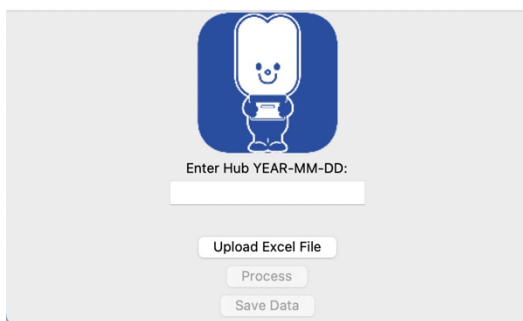 Enter Hub YEAR-MM-DD:
Upload Excel File
Process
Save Data